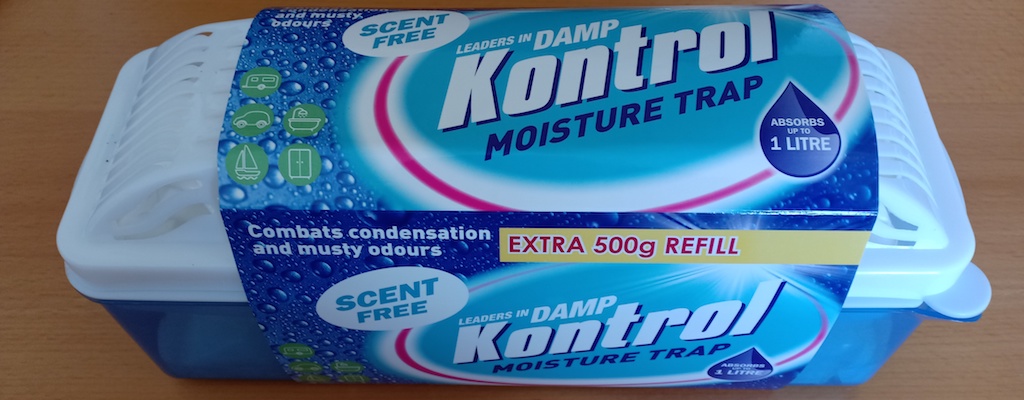 condensation
and musty
odours
SCENT
FREE
LEADERS IN DAMP
Kontrol
MOISTURE TRAP
ABSORBS
UP TO
1 LITRE
Combats condensation
and musty odours
EXTRA 500g REFILL
SCENT
FREE
LEADERS IN DAMP
Kontrol
MOISTURE TRAP
ABSORBS
UP TO
1 LITRE